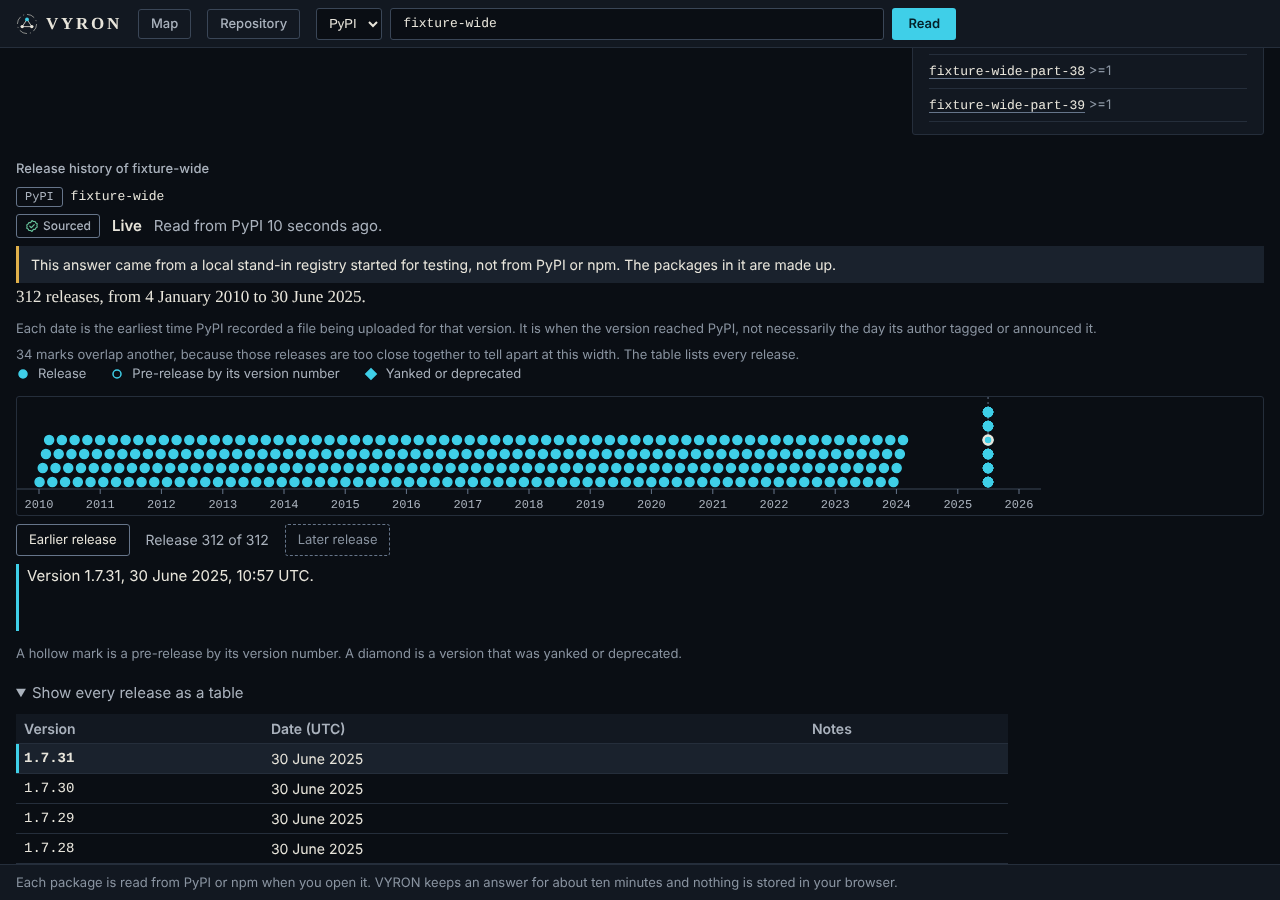 VYRON Map Repository PyPI fixture-wide Read
fixture-wide-part-38 >=1
fixture-wide-part-39 >=1
Release history of fixture-wide
PyPI fixture-wide
Sourced Live Read from PyPI 10 seconds ago.
This answer came from a local stand-in registry started for testing, not from PyPI or npm. The packages in it are made up.
312 releases, from 4 January 2010 to 30 June 2025.
Each date is the earliest time PyPI recorded a file being uploaded for that version. It is when the version reached PyPI, not necessarily the day its author tagged or announced it.
34 marks overlap another, because those releases are too close together to tell apart at this width. The table lists every release.
Release Pre-release by its version number Yanked or deprecated
2010 2011 2012 2013 2014 2015 2016 2017 2018 2019 2020 2021 2022 2023 2024 2025 2026
Earlier release Release 312 of 312 Later release
Version 1.7.31, 30 June 2025, 10:57 UTC.
A hollow mark is a pre-release by its version number. A diamond is a version that was yanked or deprecated.
Show every release as a table
Version Date (UTC) Notes
1.7.31 30 June 2025
1.7.30 30 June 2025
1.7.29 30 June 2025
1.7.28 30 June 2025
Each package is read from PyPI or npm when you open it. VYRON keeps an answer for about ten minutes and nothing is stored in your browser.